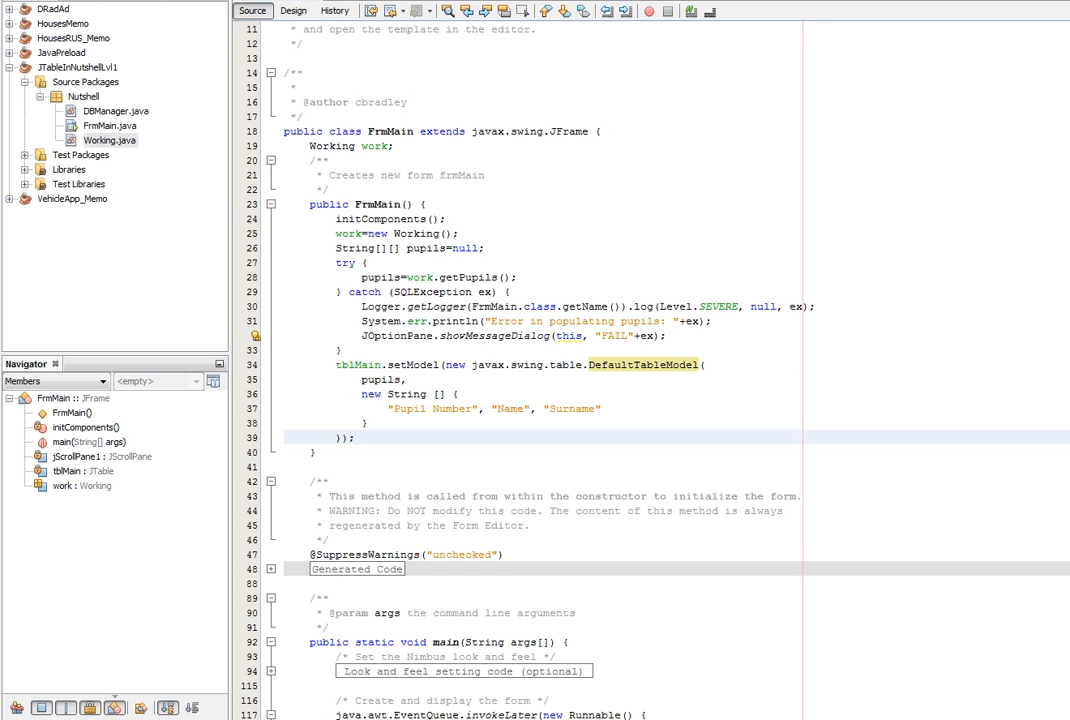 DRadAd
HousesMemo
HousesRUS_Memo
JavaPreload
JTableInNutshellLvl1
Source Packages
Nutshell
DBManager.java
FrmMain.java
Working.java
Test Packages
Libraries
Test Libraries
VehicleApp_Memo
Navigator
Members
<empty>
FrmMain :: JFrame
FrmMain()
initComponents()
main(String[] args)
jScrollPane1 : JScrollPane
tblMain : JTable
work : Working
Source Design History
11 * and open the template in the editor.
12 */
13
14 /**
15 *
16 * @author cbradley
17 */
18 public class FrmMain extends javax.swing.JFrame {
19 Working work;
20 /**
21 * Creates new form frmMain
22 */
23 public FrmMain() {
24 initComponents();
25 work=new Working();
26 String[][] pupils=null;
27 try {
28 pupils=work.getPupils();
29 } catch (SQLException ex) {
30 Logger.getLogger(FrmMain.class.getName()).log(Level.SEVERE, null, ex);
31 System.err.println("Error in populating pupils: "+ex);
JOptionPane.showMessageDialog(this, "FAIL"+ex);
33 }
34 tblMain.setModel(new javax.swing.table.DefaultTableModel(
35 pupils,
36 new String [] {
37 "Pupil Number", "Name", "Surname"
38 }
39 ));
40 }
41
42 /**
43 * This method is called from within the constructor to initialize the form.
44 * WARNING: Do NOT modify this code. The content of this method is always
45 * regenerated by the Form Editor.
46 */
47 @SuppressWarnings("unchecked")
48 Generated Code
88
89 /**
90 * @param args the command line arguments
91 */
92 public static void main(String args[]) {
93 /* Set the Nimbus look and feel */
94 Look and feel setting code (optional)
115
116 /* Create and display the form */
117 java.awt.EventQueue.invokeLater(new Runnable() {